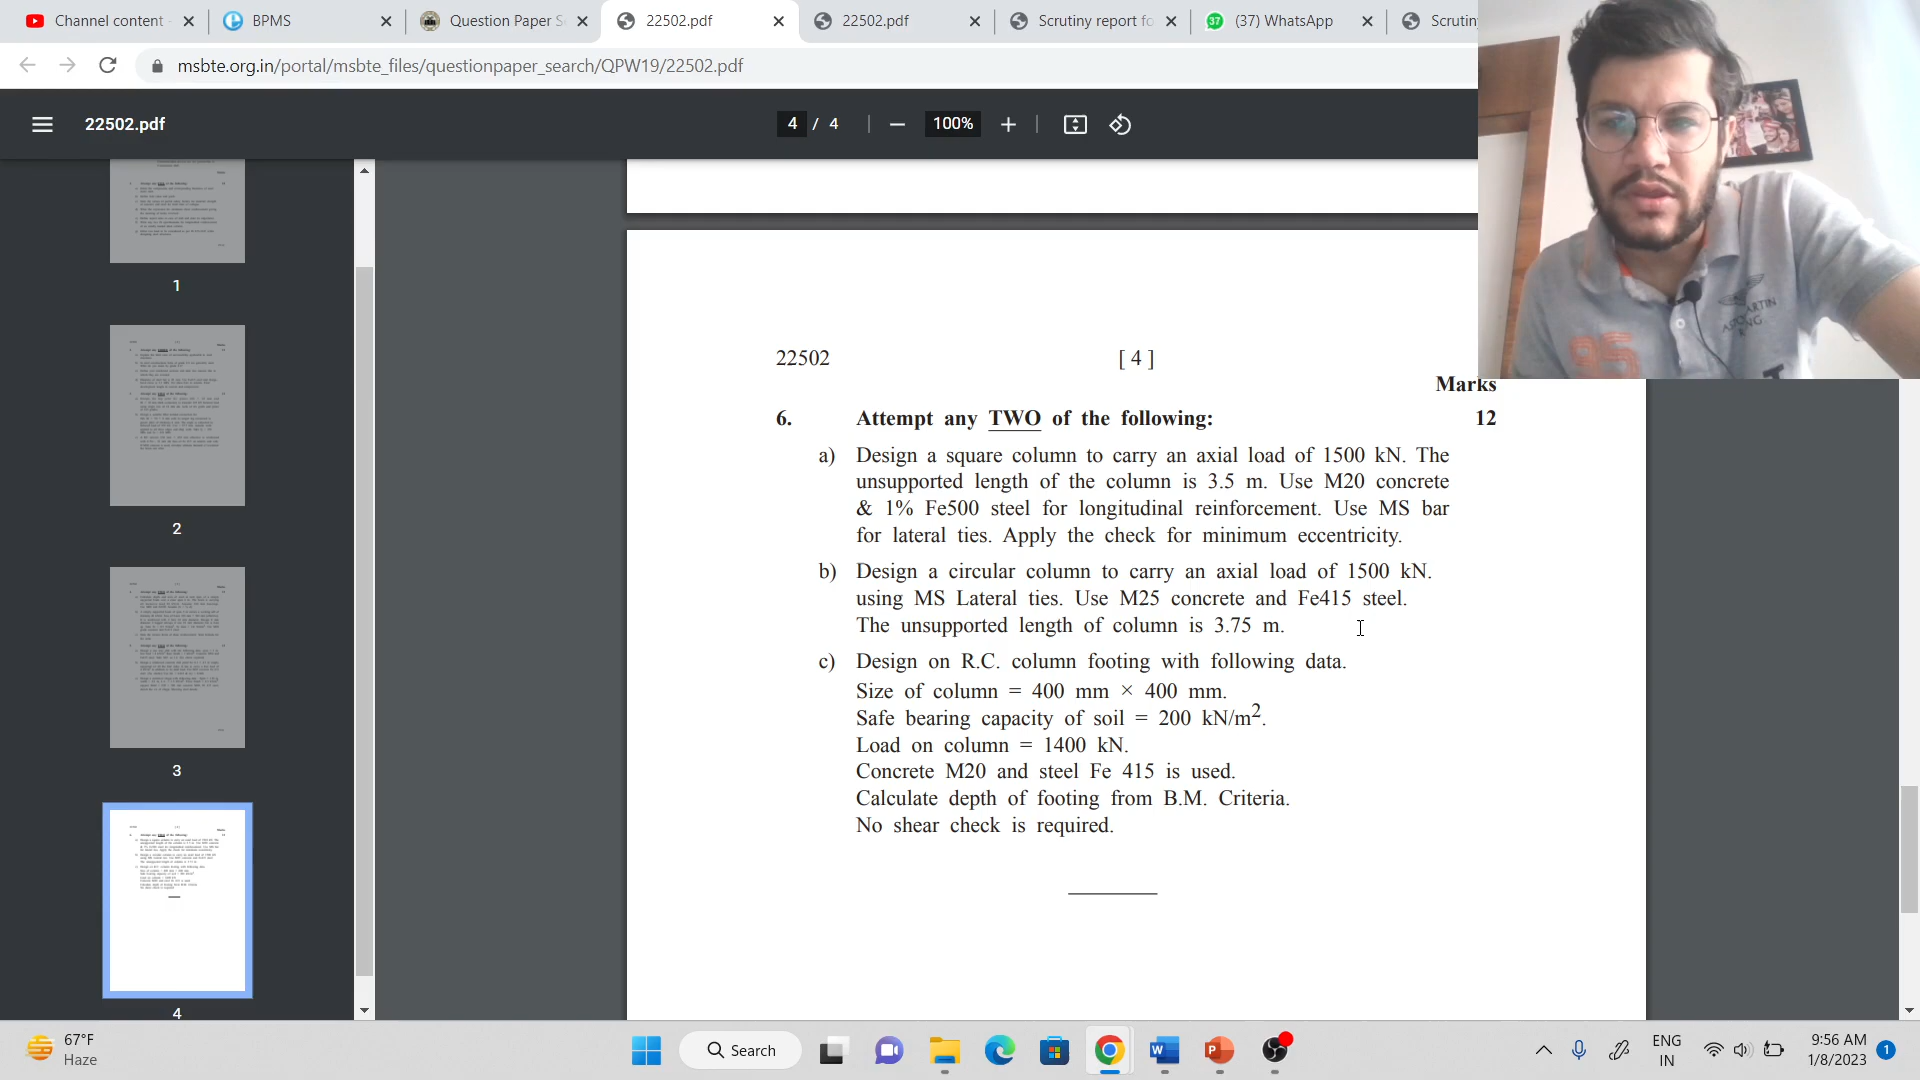 Channel content
BPMS
Question Paper S
22502.pdf
22502.pdf
Scrutiny report fo
(37) WhatsApp
Scrutin
msbte.org.in/portal/msbte_files/questionpaper_search/QPW19/22502.pdf
22502.pdf
4 / 4
100%
1
2
3
4
22502
[ 4 ]
Marks
6. Attempt any TWO of the following: 12
a) Design a square column to carry an axial load of 1500 kN. The
unsupported length of the column is 3.5 m. Use M20 concrete
& 1% Fe500 steel for longitudinal reinforcement. Use MS bar
for lateral ties. Apply the check for minimum eccentricity.
b) Design a circular column to carry an axial load of 1500 kN.
using MS Lateral ties. Use M25 concrete and Fe415 steel.
The unsupported length of column is 3.75 m.
c) Design on R.C. column footing with following data.
Size of column = 400 mm × 400 mm.
Safe bearing capacity of soil = 200 kN/m².
Load on column = 1400 kN.
Concrete M20 and steel Fe 415 is used.
Calculate depth of footing from B.M. Criteria.
No shear check is required.
95
67°F
Haze
Search
ENG
IN
9:56 AM
1/8/2023
1